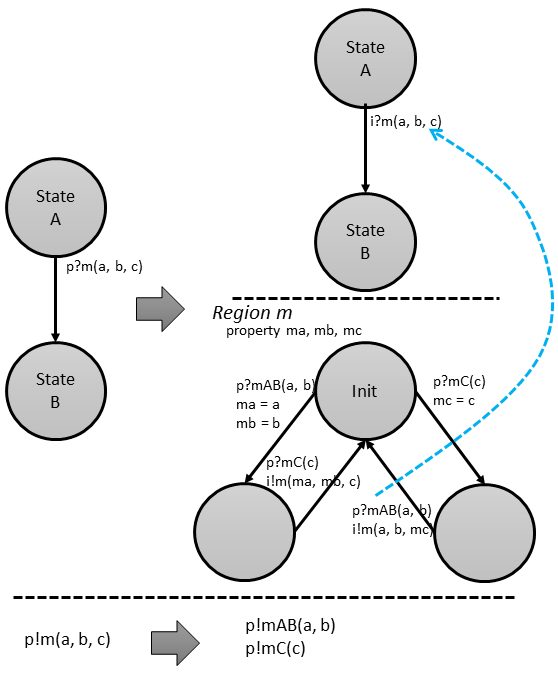 State
A
p?m(a, b, c)
State
B
State
A
i?m(a, b, c)
State
B
Region m
property ma, mb, mc
Init
p?mAB(a, b)
ma = a
mb = b
p?mC(c)
mc = c
p?mC(c)
i!m(ma, mb, c)
p?mAB(a, b)
i!m(a, b, mc)
p!m(a, b, c)
p!mAB(a, b)
p!mC(c)